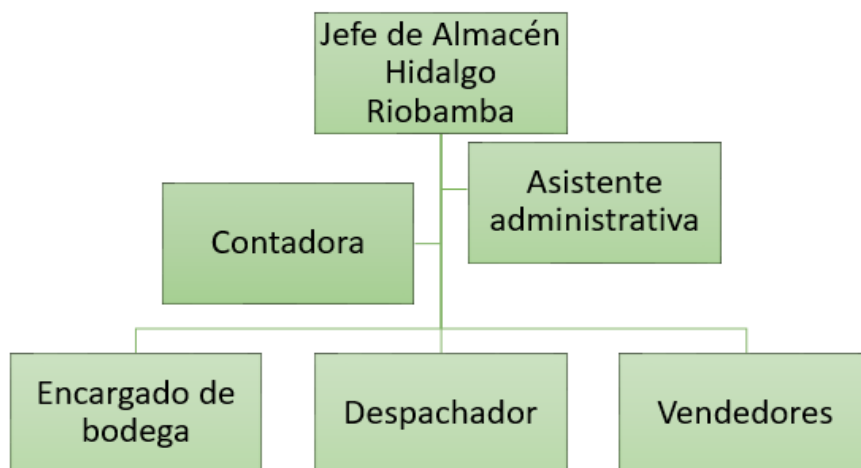 Jefe de Almacén
Hidalgo
Riobamba
Asistente
administrativa
Contadora
Encargado de
bodega
Despachador
Vendedores